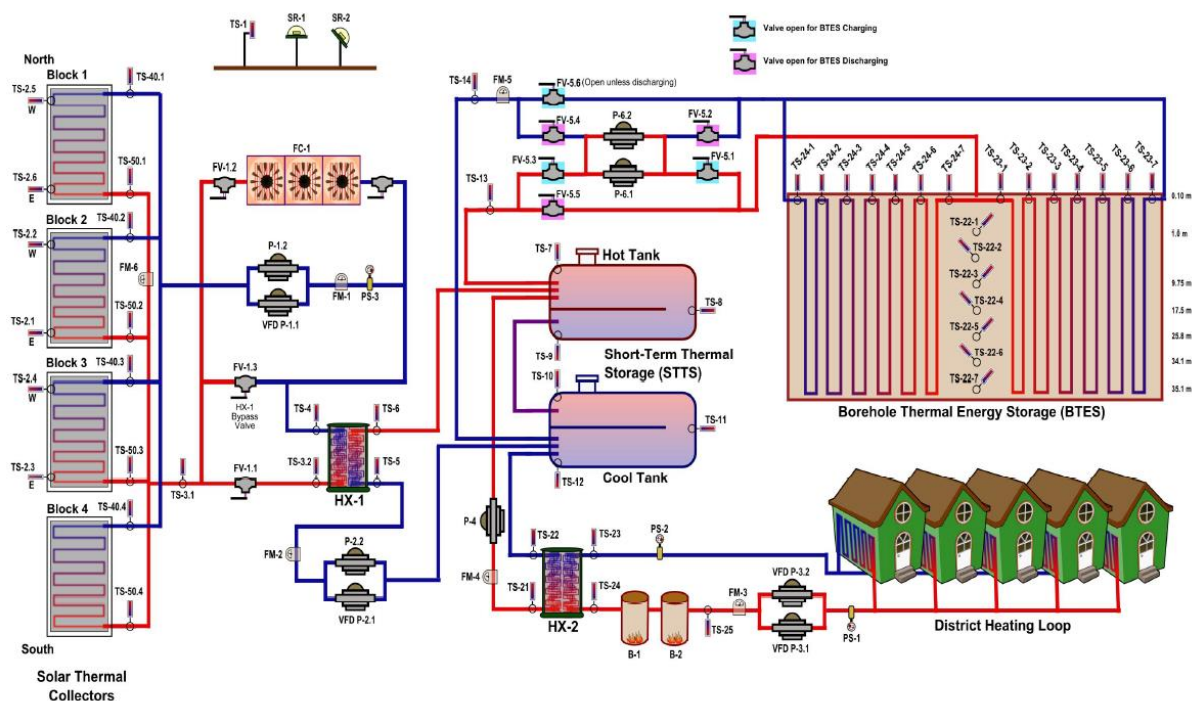 TS-1
SR-1
SR-2
Valve open for BTES Charging
Valve open for BTES Discharging
North
Block 1
TS-40.1
TS-2.5
W
TS-50.1
TS-2.6
E
Block 2
TS-40.2
TS-2.2
W
FM-6
TS-50.2
TS-2.1
E
Block 3
TS-40.3
TS-2.4
W
TS-50.3
TS-2.3
E
Block 4
TS-40.4
TS-50.4
South
Solar Thermal
Collectors
TS-3.1
FV-1.2
FC-1
P-1.2
VFD P-1.1
FM-1
PS-3
FV-1.3
HX-1
Bypass
Valve
FV-1.1
TS-4
TS-6
TS-3.2
TS-5
HX-1
FM-2
P-2.2
VFD P-2.1
TS-14
FM-5
FV-5.6 (Open unless discharging)
FV-5.4
P-6.2
FV-5.2
FV-5.3
FV-5.1
P-6.1
TS-13
FV-5.5
TS-7
Hot Tank
TS-8
TS-9
Short-Term Thermal
Storage (STTS)
TS-10
TS-11
Cool Tank
TS-12
TS-24-1
TS-24-2
TS-24-3
TS-24-4
TS-24-5
TS-24-6
TS-24-7
TS-23-1
TS-23-2
TS-23-3
TS-23-4
TS-23-5
TS-23-6
TS-23-7
TS-22-1
TS-22-2
TS-22-3
TS-22-4
TS-22-5
TS-22-6
TS-22-7
0.10 m
1.0 m
9.75 m
17.5 m
25.8 m
34.1 m
35.1 m
Borehole Thermal Energy Storage (BTES)
P-4
FM-4
TS-22
TS-23
TS-21
TS-24
HX-2
PS-2
B-1
B-2
TS-25
FM-3
VFD P-3.2
VFD P-3.1
PS-1
District Heating Loop